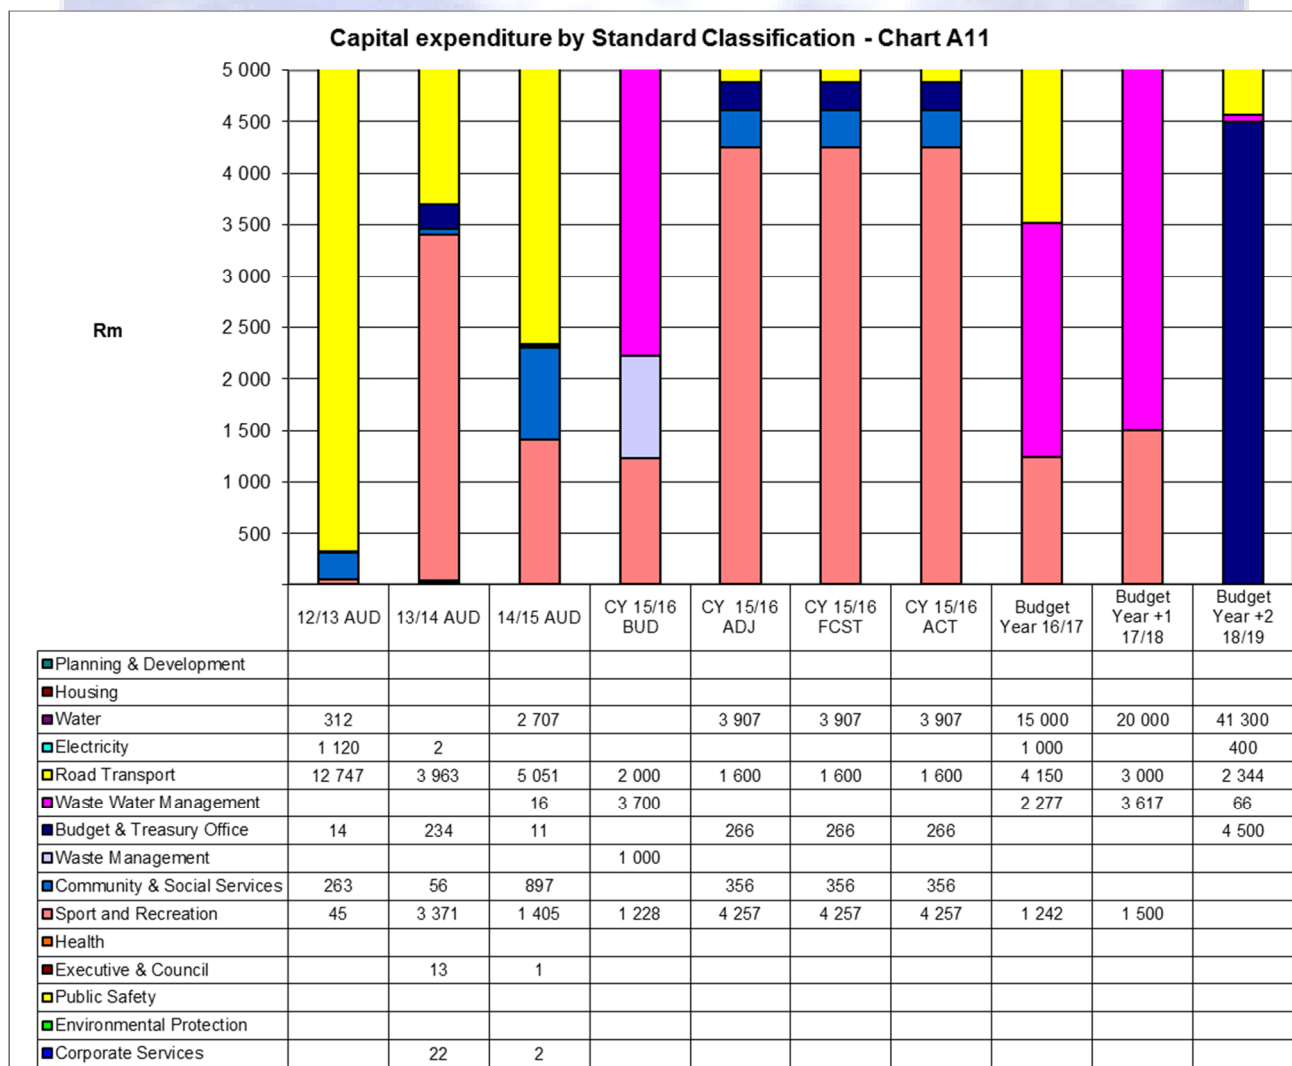 Capital expenditure by Standard Classification - Chart A11
5 000
4 500
4 000
3 500
3 000
2 500
2 000
1 500
1 000
500
Rm
12/13 AUD 13/14 AUD 14/15 AUD CY 15/16 BUD CY 15/16 ADJ CY 15/16 FCST CY 15/16 ACT Budget Year 16/17 Budget Year +1 17/18 Budget Year +2 18/19
Planning & Development
Housing
Water 312 2 707 3 907 3 907 3 907 15 000 20 000 41 300
Electricity 1 120 2 1 000 400
Road Transport 12 747 3 963 5 051 2 000 1 600 1 600 1 600 4 150 3 000 2 344
Waste Water Management 16 3 700 2 277 3 617 66
Budget & Treasury Office 14 234 11 266 266 266 4 500
Waste Management 1 000
Community & Social Services 263 56 897 356 356 356
Sport and Recreation 45 3 371 1 405 1 228 4 257 4 257 4 257 1 242 1 500
Health
Executive & Council 13 1
Public Safety
Environmental Protection
Corporate Services 22 2